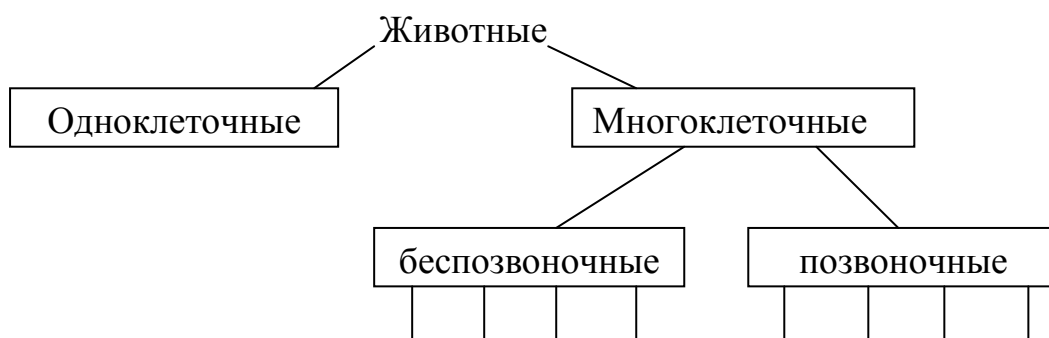 Животные
Одноклеточные
Многоклеточные
беспозвоночные
позвоночные